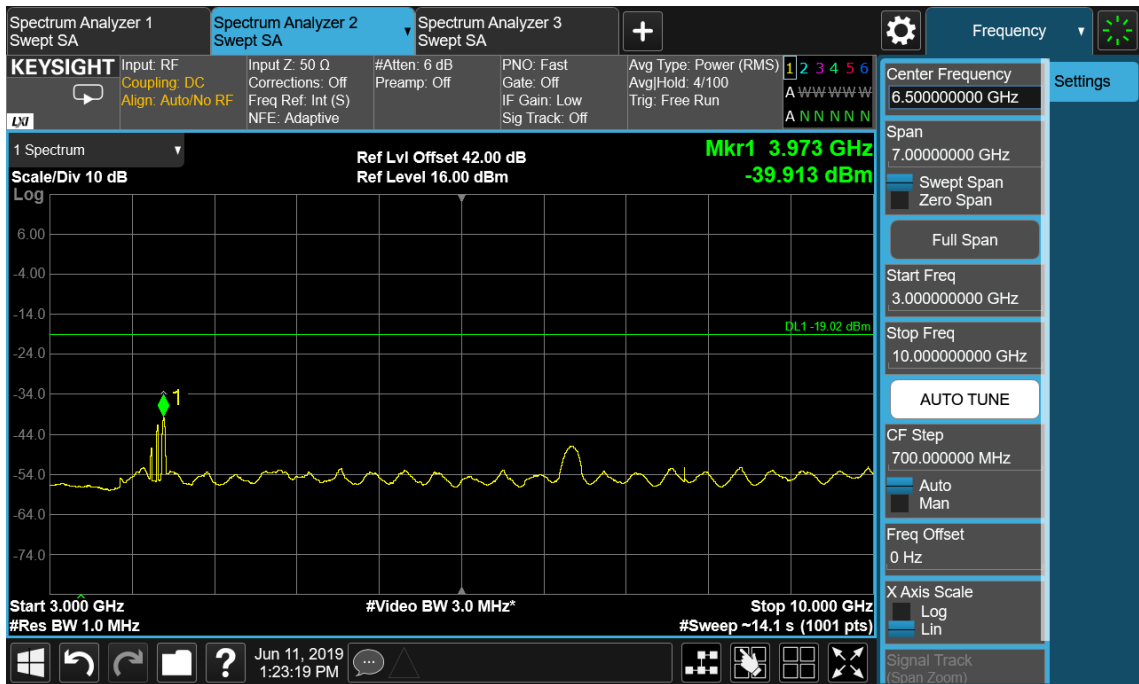 Spectrum Analyzer 1
Swept SA
Spectrum Analyzer 2
Swept SA
Spectrum Analyzer 3
Swept SA
Frequency
KEYSIGHT
LXI
Input: RF
Coupling: DC
Align: Auto/No RF
Input Z: 50 Ω
Corrections: Off
Freq Ref: Int (S)
NFE: Adaptive
#Atten: 6 dB
Preamp: Off
PNO: Fast
Gate: Off
IF Gain: Low
Sig Track: Off
Avg Type: Power (RMS)
Avg|Hold: 4/100
Trig: Free Run
1 2 3 4 5 6
A W W W W W
A N N N N N
1 Spectrum
Scale/Div 10 dB
Log
Ref Lvl Offset 42.00 dB
Ref Level 16.00 dBm
Mkr1 3.973 GHz
-39.913 dBm
6.00
-4.00
-14.0
-24.0
-34.0
-44.0
-54.0
-64.0
-74.0
DL1 -19.02 dBm
1
Start 3.000 GHz
#Res BW 1.0 MHz
#Video BW 3.0 MHz*
Stop 10.000 GHz
#Sweep ~14.1 s (1001 pts)
Center Frequency
6.500000000 GHz
Settings
Span
7.00000000 GHz
Swept Span
Zero Span
Full Span
Start Freq
3.000000000 GHz
Stop Freq
10.000000000 GHz
AUTO TUNE
CF Step
700.000000 MHz
Auto
Man
Freq Offset
0 Hz
X Axis Scale
Log
Lin
Signal Track
(Span Zoom)
?
Jun 11, 2019
1:23:19 PM